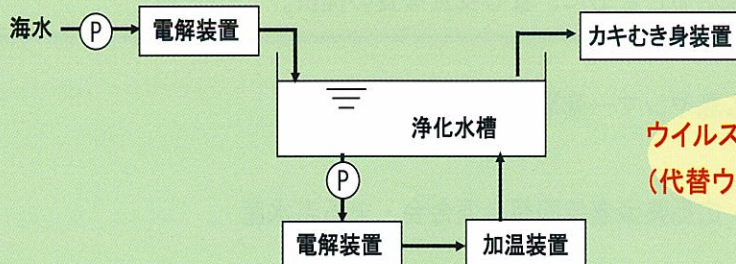 海水
P
電解装置
カキむき身装置
浄化水槽
ウイルス
(代替ウ
P
電解装置
加温装置